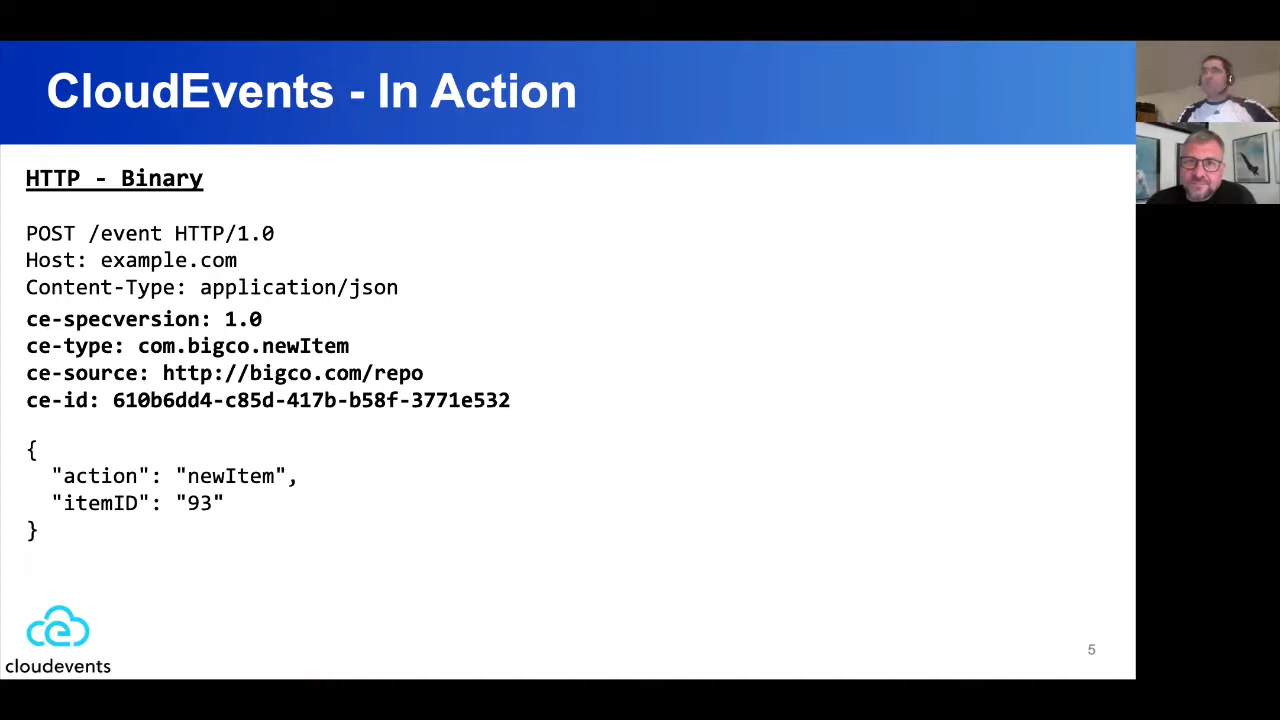 CloudEvents - In Action
HTTP - Binary
POST /event HTTP/1.0
Host: example.com
Content-Type: application/json
ce-specversion: 1.0
ce-type: com.bigco.newItem
ce-source: http://bigco.com/repo
ce-id: 610b6dd4-c85d-417b-b58f-3771e532
{
"action": "newItem",
"itemID": "93"
}
cloudevents
5